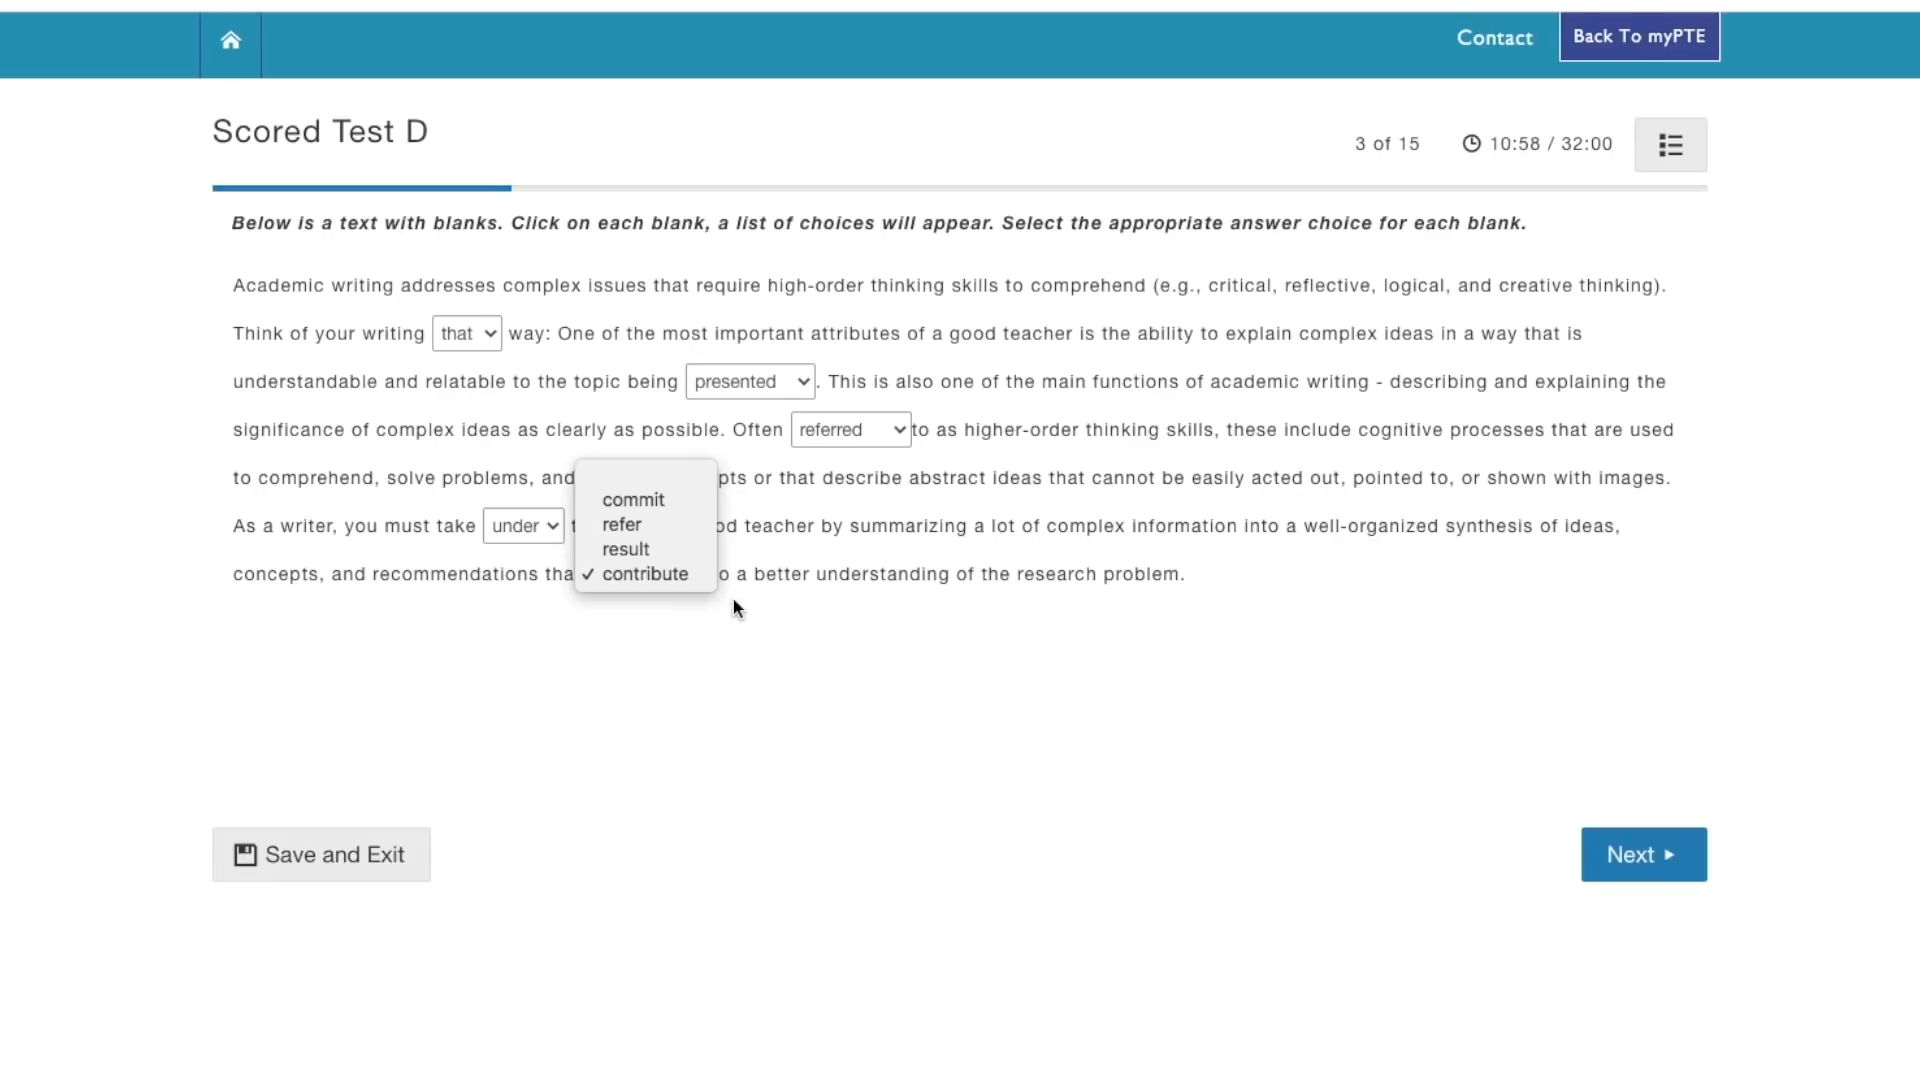 Contact
Back To myPTE
Scored Test D
3 of 15
10:58 / 32:00
Below is a text with blanks. Click on each blank, a list of choices will appear. Select the appropriate answer choice for each blank.
Academic writing addresses complex issues that require high-order thinking skills to comprehend (e.g., critical, reflective, logical, and creative thinking).
Think of your writing that way: One of the most important attributes of a good teacher is the ability to explain complex ideas in a way that is
understandable and relatable to the topic being presented. This is also one of the main functions of academic writing - describing and explaining the
significance of complex ideas as clearly as possible. Often referred to as higher-order thinking skills, these include cognitive processes that are used
to comprehend, solve problems, and pts or that describe abstract ideas that cannot be easily acted out, pointed to, or shown with images.
commit
refer
As a writer, you must take under t od teacher by summarizing a lot of complex information into a well-organized synthesis of ideas,
result
concepts, and recommendations tha ✓ contribute o a better understanding of the research problem.
Save and Exit
Next